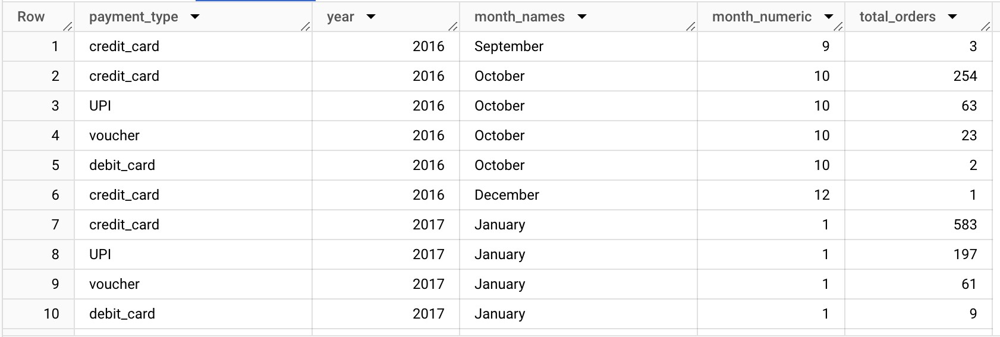 Row payment_type year month_names month_numeric total_orders
1 credit_card 2016 September 9 3
2 credit_card 2016 October 10 254
3 UPI 2016 October 10 63
4 voucher 2016 October 10 23
5 debit_card 2016 October 10 2
6 credit_card 2016 December 12 1
7 credit_card 2017 January 1 583
8 UPI 2017 January 1 197
9 voucher 2017 January 1 61
10 debit_card 2017 January 1 9